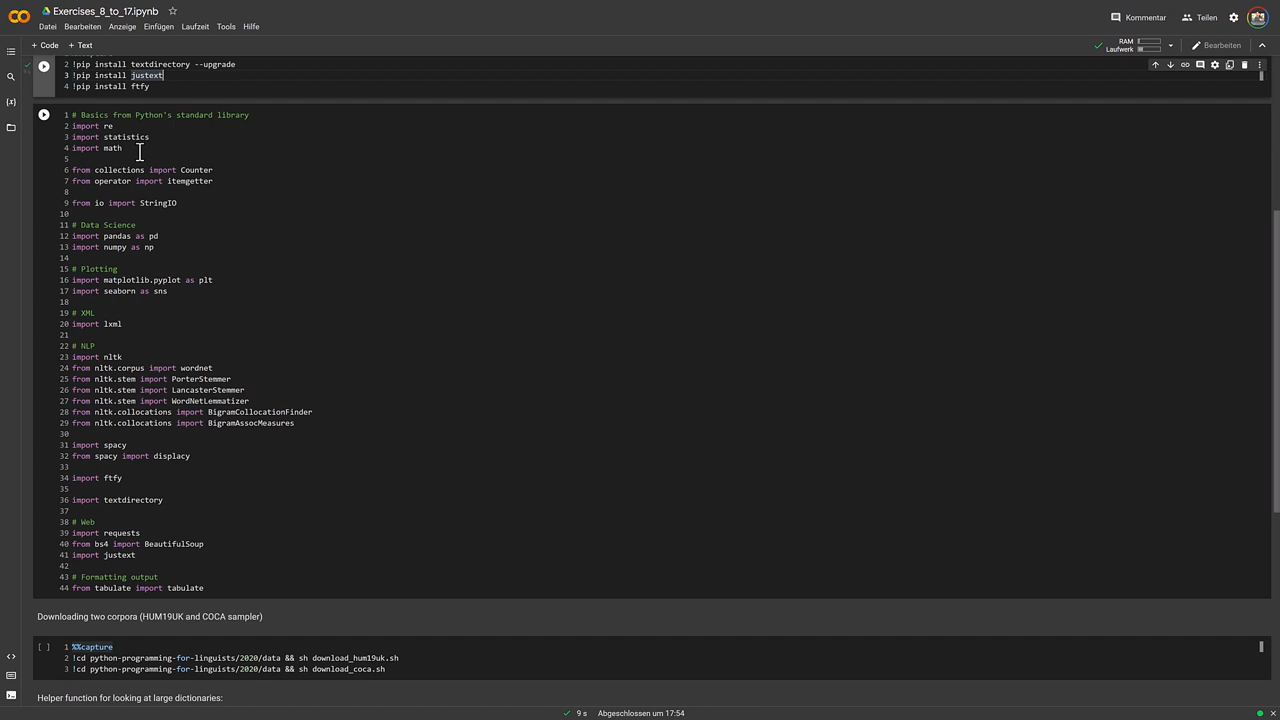 Exercises_8_to_17.ipynb
Datei Bearbeiten Anzeige Einfügen Laufzeit Tools Hilfe
Kommentar Teilen
+ Code + Text
RAM
Laufwerk
Bearbeiten
2 !pip install textdirectory --upgrade
3 !pip install justext
4 !pip install ftfy
1 # Basics from Python's standard library
2 import re
3 import statistics
4 import math
5
6 from collections import Counter
7 from operator import itemgetter
8
9 from io import StringIO
10
11 # Data Science
12 import pandas as pd
13 import numpy as np
14
15 # Plotting
16 import matplotlib.pyplot as plt
17 import seaborn as sns
18
19 # XML
20 import lxml
21
22 # NLP
23 import nltk
24 from nltk.corpus import wordnet
25 from nltk.stem import PorterStemmer
26 from nltk.stem import LancasterStemmer
27 from nltk.stem import WordNetLemmatizer
28 from nltk.collocations import BigramCollocationFinder
29 from nltk.collocations import BigramAssocMeasures
30
31 import spacy
32 from spacy import displacy
33
34 import ftfy
35
36 import textdirectory
37
38 # Web
39 import requests
40 from bs4 import BeautifulSoup
41 import justext
42
43 # Formatting output
44 from tabulate import tabulate
Downloading two corpora (HUM19UK and COCA sampler)
[ ] 1 %%capture
2 !cd python-programming-for-linguists/2020/data && sh download_hum19uk.sh
3 !cd python-programming-for-linguists/2020/data && sh download_coca.sh
Helper function for looking at large dictionaries:
9 s Abgeschlossen um 17:54